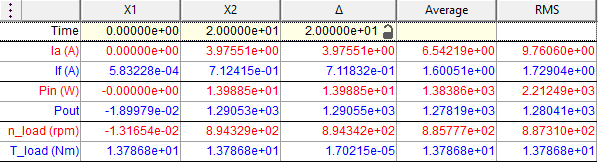 X1 X2 Δ Average RMS
Time 0.00000e+00 2.00000e+01 2.00000e+01
Ia (A) 0.00000e+00 3.97551e+00 3.97551e+00 6.54219e+00 9.76060e+00
If (A) 5.83228e-04 7.12415e-01 7.11832e-01 1.60051e+00 1.72904e+00
Pin (W) -0.00000e+00 1.39885e+01 1.39885e+01 1.38386e+03 2.21249e+03
Pout -1.89979e-02 1.29053e+03 1.29055e+03 1.27819e+03 1.28041e+03
n_load (rpm) -1.31654e-02 8.94329e+02 8.94342e+02 8.85777e+02 8.87310e+02
T_load (Nm) 1.37868e+01 1.37868e+01 1.70215e-05 1.37868e+01 1.37868e+01